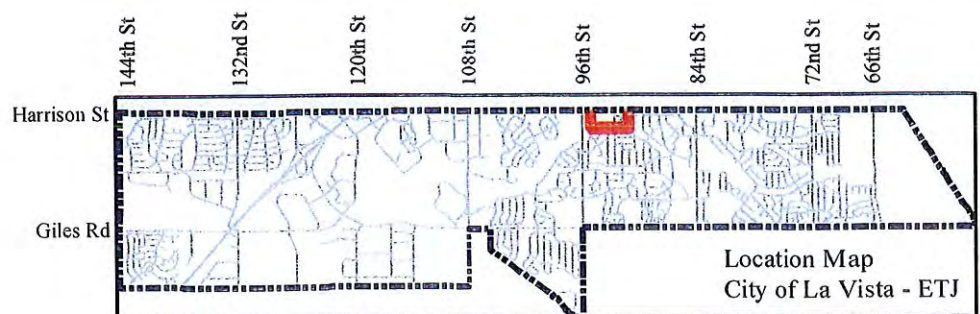 144th St
132nd St
120th St
108th St
96th St
84th St
72nd St
66th St
Harrison St
Giles Rd
Location Map
City of La Vista - ETJ